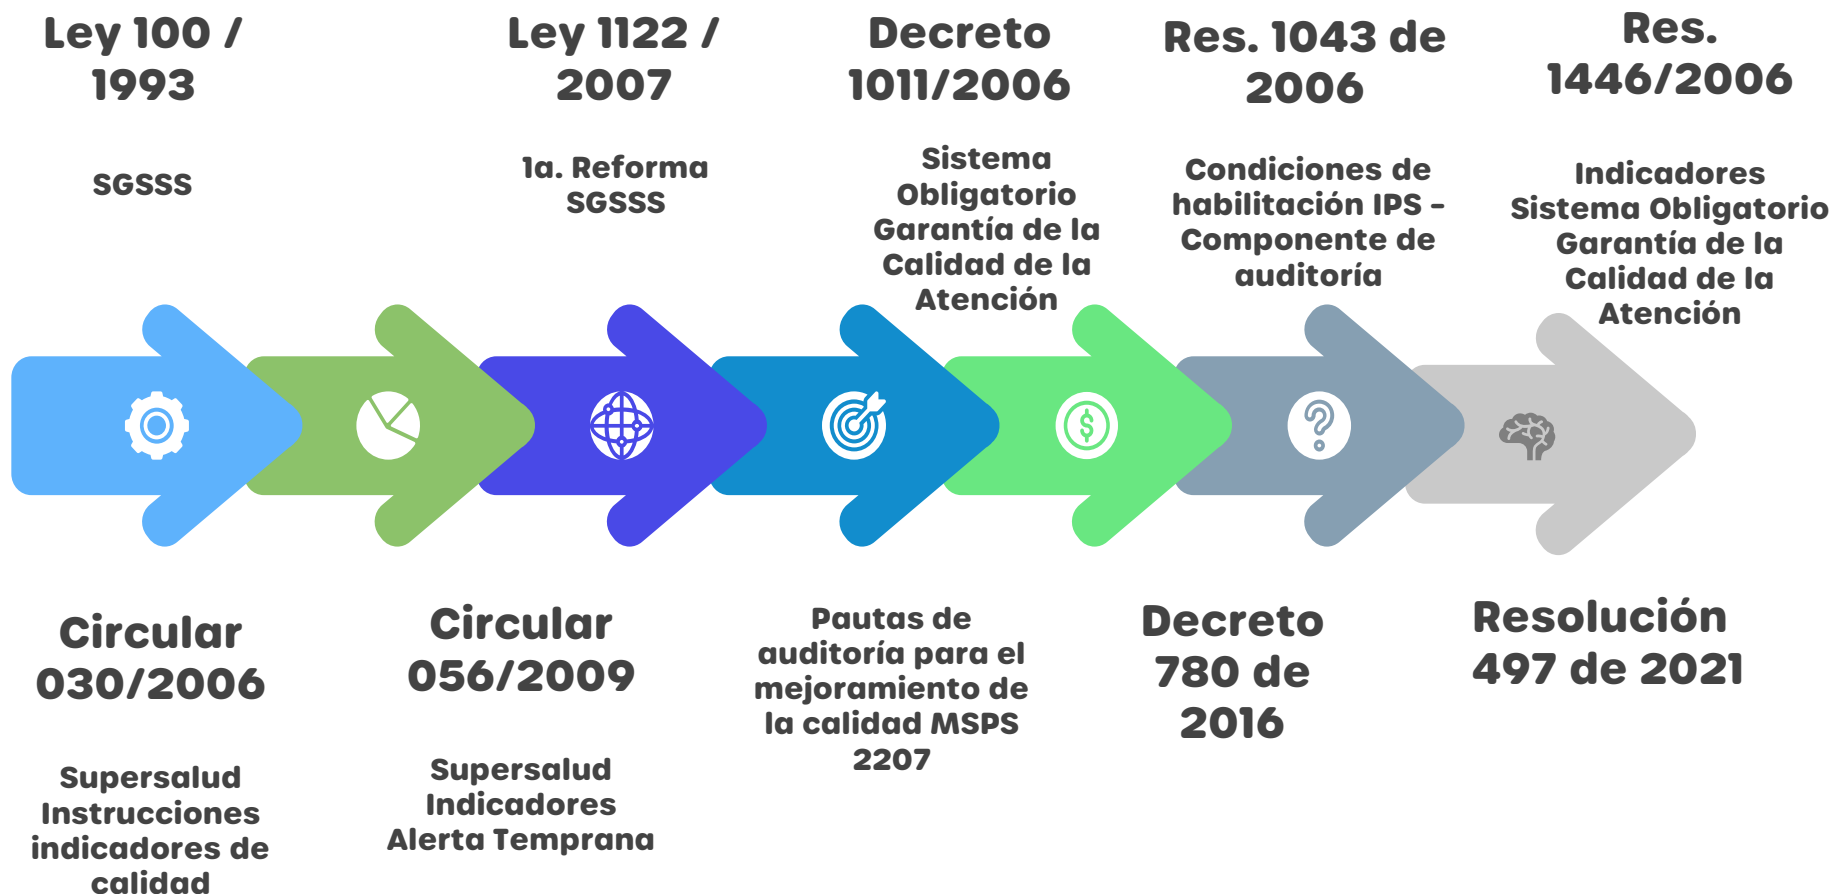 Ley 100 /
1993
SGSSS
Ley 1122 /
2007
1a. Reforma
SGSSS
Decreto
1011/2006
Sistema
Obligatorio
Garantía de la
Calidad de la
Atención
Res. 1043 de
2006
Condiciones de
habilitación IPS -
Componente de
auditoría
Res.
1446/2006
Indicadores
Sistema Obligatorio
Garantía de la
Calidad de la
Atención
Circular
030/2006
Supersalud
Instrucciones
indicadores de
calidad
Circular
056/2009
Supersalud
Indicadores
Alerta Temprana
Pautas de
auditoría para el
mejoramiento de
la calidad MSPS
2207
Decreto
780 de
2016
Resolución
497 de 2021